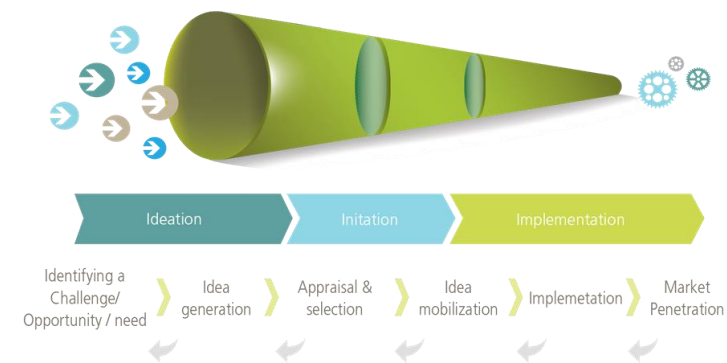 Ideation
Initation
Implementation
Identifying a
Challenge/
Opportunity / need
Idea
generation
Appraisal &
selection
Idea
mobilization
Implemetation
Market
Penetration